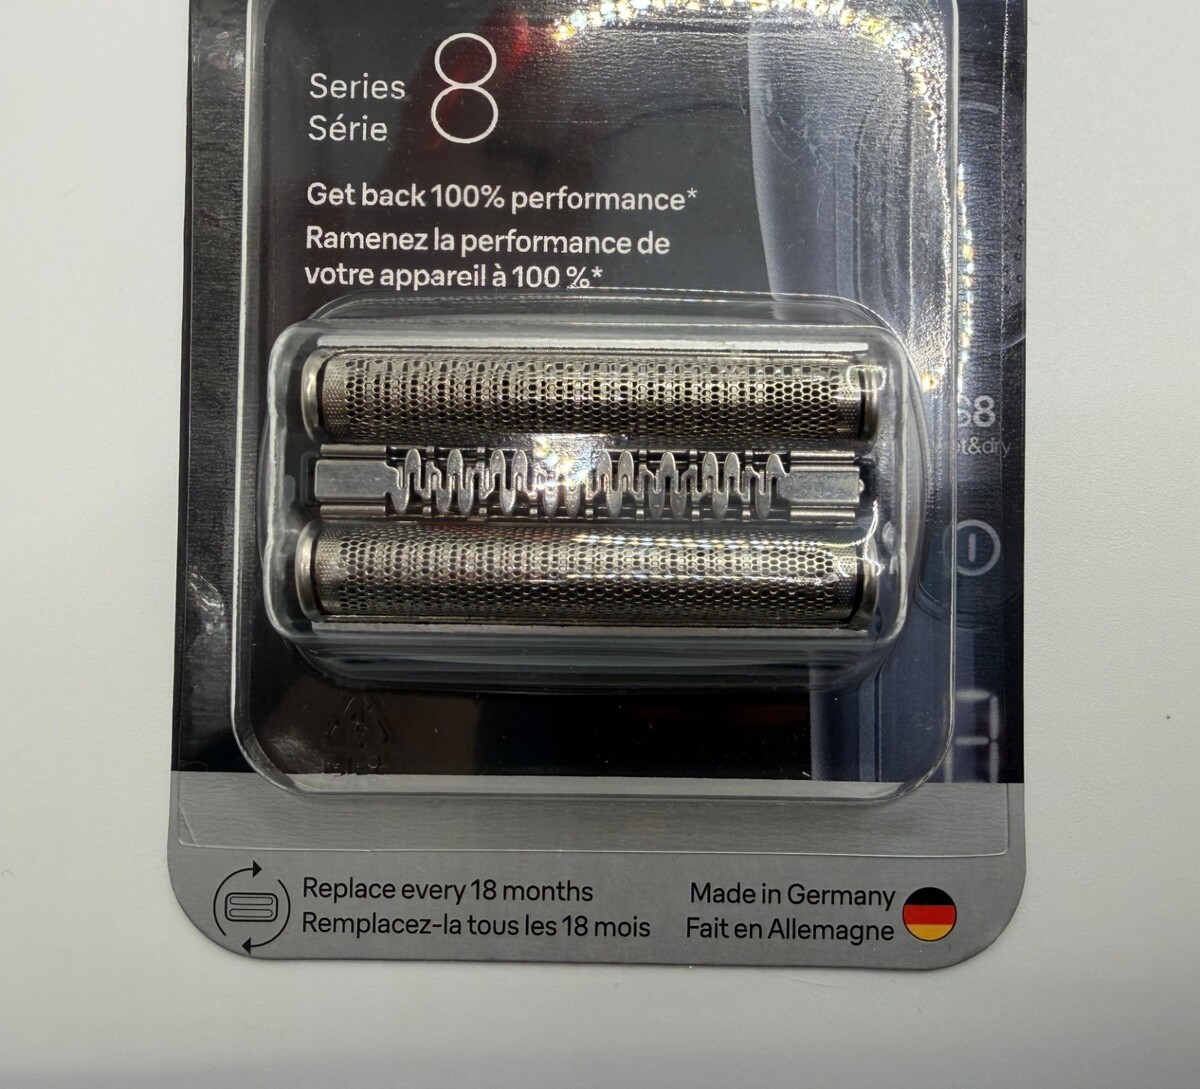 Series 8
Série
Get back 100% performance*
Ramenez la performance de
votre appareil à 100 %*
S8
Replace every 18 months
Remplacez-la tous les 18 mois
Made in Germany
Fait en Allemagne